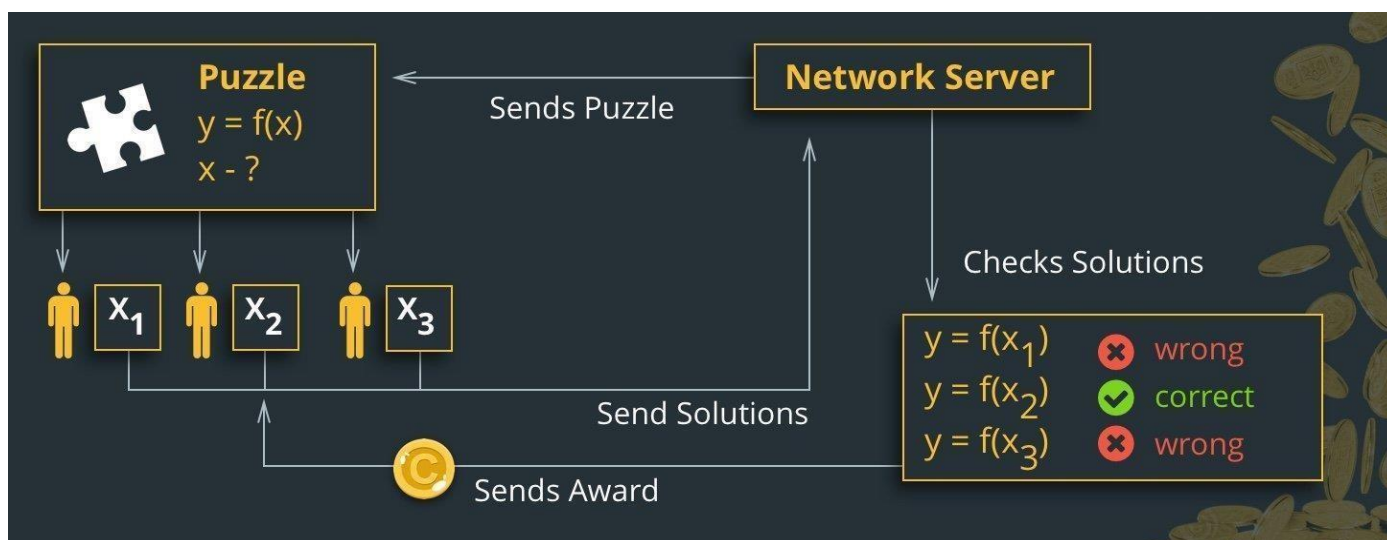 Puzzle
y = f(x)
x - ?
Network Server
Sends Puzzle
Checks Solutions
X₁
X₂
X₃
y = f(x₁) wrong
y = f(x₂) correct
y = f(x₃) wrong
Send Solutions
C
Sends Award